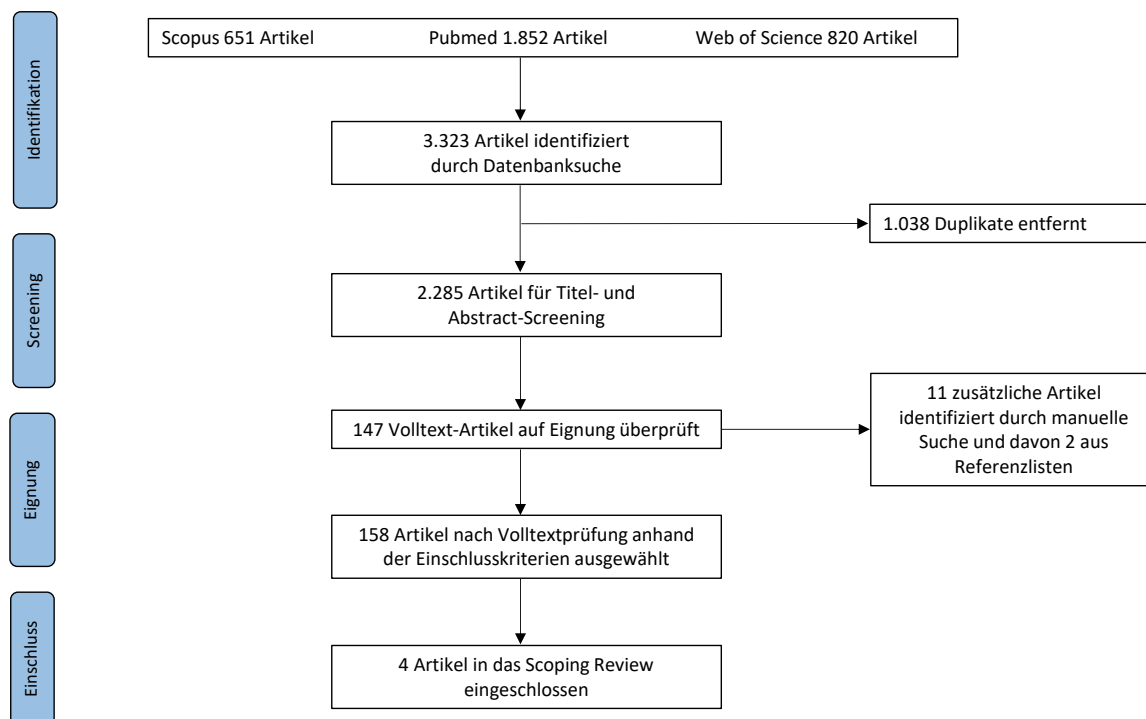 Identifikation
Scopus 651 Artikel Pubmed 1.852 Artikel Web of Science 820 Artikel
3.323 Artikel identifiziert
durch Datenbanksuche
1.038 Duplikate entfernt
Screening
2.285 Artikel für Titel- und
Abstract-Screening
Eignung
147 Volltext-Artikel auf Eignung überprüft
11 zusätzliche Artikel
identifiziert durch manuelle
Suche und davon 2 aus
Referenzlisten
158 Artikel nach Volltextprüfung anhand
der Einschlusskriterien ausgewählt
Einschluss
4 Artikel in das Scoping Review
eingeschlossen